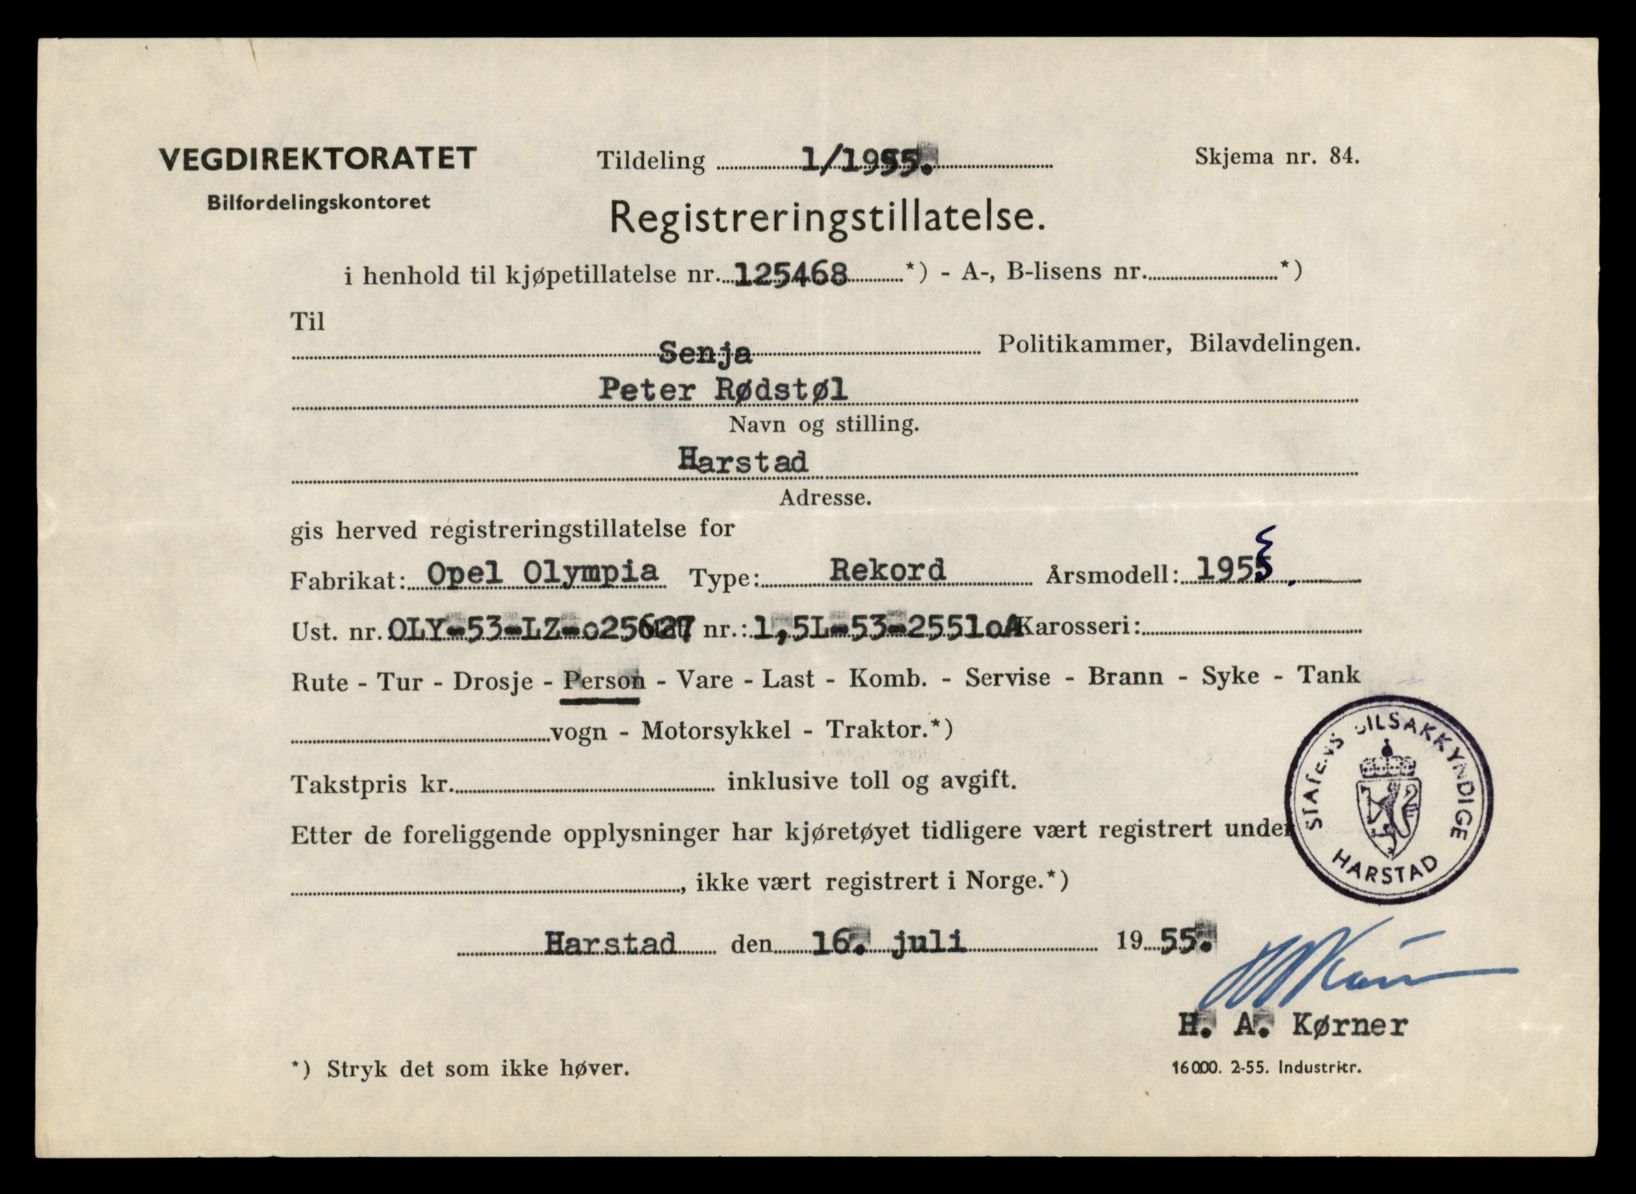 VEGDIREKTORATET
Bilfordelingskontoret
Tildeling 1/1955.
Skjema nr. 84.
Registreringstillatelse.
i henhold til kjøpetillatelse nr. 125468 *) - A-, B-lisens nr. *)
Til
Senja Politikammer, Bilavdelingen.
Peter Rødstøl
Navn og stilling.
Harstad
Adresse.
gis herved registreringstillatelse for
Fabrikat: Opel Olympia Type: Rekord Årsmodell: 1955.
Ust. nr. OLY-53-LZ-o25627 nr.: 1,5L-53-2551oA Karosseri:
Rute - Tur - Drosje - Person - Vare - Last - Komb. - Servise - Brann - Syke - Tank
vogn - Motorsykkel - Traktor.*)
Takstpris kr. inklusive toll og avgift.
Etter de foreliggende opplysninger har kjøretøyet tidligere vært registrert under
, ikke vært registrert i Norge.*)
STATENS BILSAKKYNDIGE
HARSTAD
Harstad den 16. juli 1955.
H. A. Kørner
*) Stryk det som ikke høver.
16000. 2-55. Industritr.